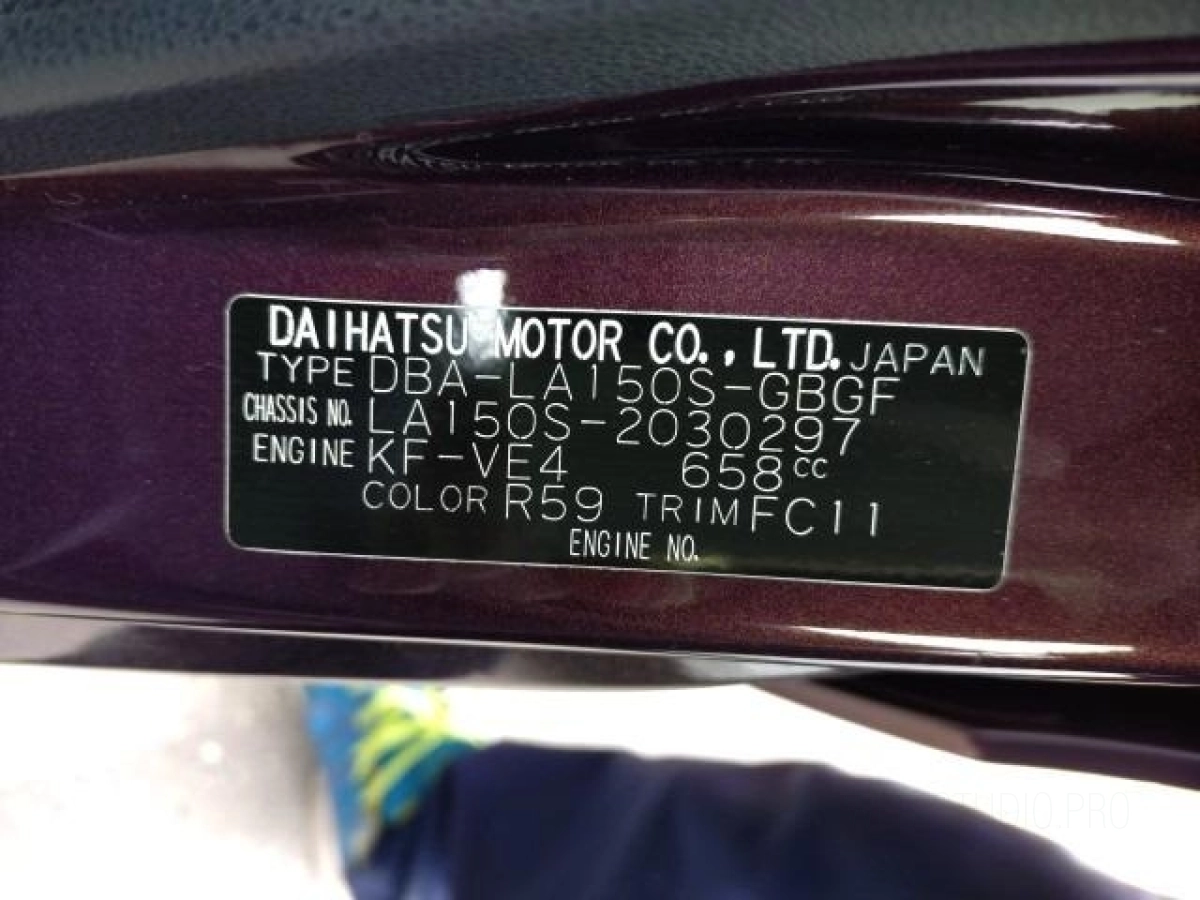 DAIHATSU MOTOR CO., LTD. JAPAN
TYPE DBA-LA150S-GBGF
CHASSIS NO. LA150S-2030297
ENGINE KF-VE4 658cc
COLOR R59 TRIM FC11
ENGINE NO.